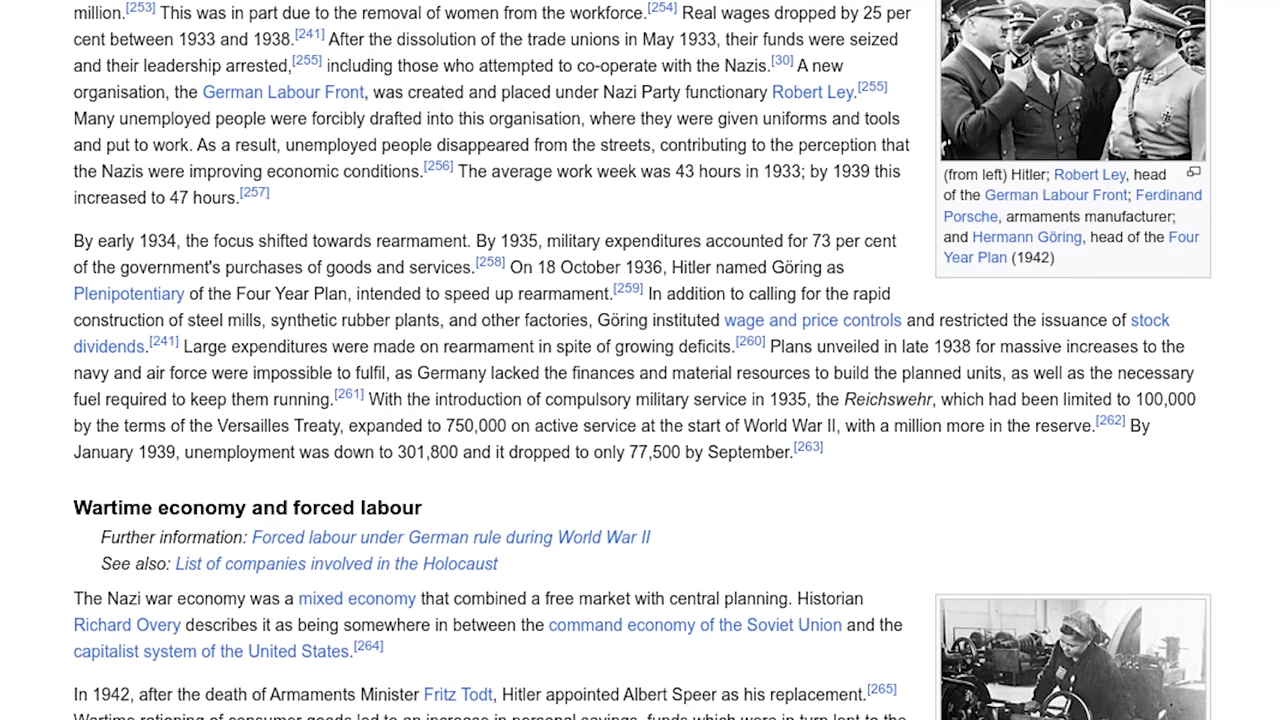 million.[253] This was in part due to the removal of women from the workforce.[254] Real wages dropped by 25 per
cent between 1933 and 1938.[241] After the dissolution of the trade unions in May 1933, their funds were seized
and their leadership arrested,[255] including those who attempted to co-operate with the Nazis.[30] A new
organisation, the German Labour Front, was created and placed under Nazi Party functionary Robert Ley.[255]
Many unemployed people were forcibly drafted into this organisation, where they were given uniforms and tools
and put to work. As a result, unemployed people disappeared from the streets, contributing to the perception that
the Nazis were improving economic conditions.[256] The average work week was 43 hours in 1933; by 1939 this
increased to 47 hours.[257]
(from left) Hitler; Robert Ley, head
of the German Labour Front; Ferdinand
Porsche, armaments manufacturer;
and Hermann Göring, head of the Four
Year Plan (1942)
By early 1934, the focus shifted towards rearmament. By 1935, military expenditures accounted for 73 per cent
of the government's purchases of goods and services.[258] On 18 October 1936, Hitler named Göring as
Plenipotentiary of the Four Year Plan, intended to speed up rearmament.[259] In addition to calling for the rapid
construction of steel mills, synthetic rubber plants, and other factories, Göring instituted wage and price controls and restricted the issuance of stock
dividends.[241] Large expenditures were made on rearmament in spite of growing deficits.[260] Plans unveiled in late 1938 for massive increases to the
navy and air force were impossible to fulfil, as Germany lacked the finances and material resources to build the planned units, as well as the necessary
fuel required to keep them running.[261] With the introduction of compulsory military service in 1935, the Reichswehr, which had been limited to 100,000
by the terms of the Versailles Treaty, expanded to 750,000 on active service at the start of World War II, with a million more in the reserve.[262] By
January 1939, unemployment was down to 301,800 and it dropped to only 77,500 by September.[263]
Wartime economy and forced labour
Further information: Forced labour under German rule during World War II
See also: List of companies involved in the Holocaust
The Nazi war economy was a mixed economy that combined a free market with central planning. Historian
Richard Overy describes it as being somewhere in between the command economy of the Soviet Union and the
capitalist system of the United States.[264]
In 1942, after the death of Armaments Minister Fritz Todt, Hitler appointed Albert Speer as his replacement.[265]
Wartime rationing of consumer goods led to an increase in personal savings, funds which were in turn lent to the